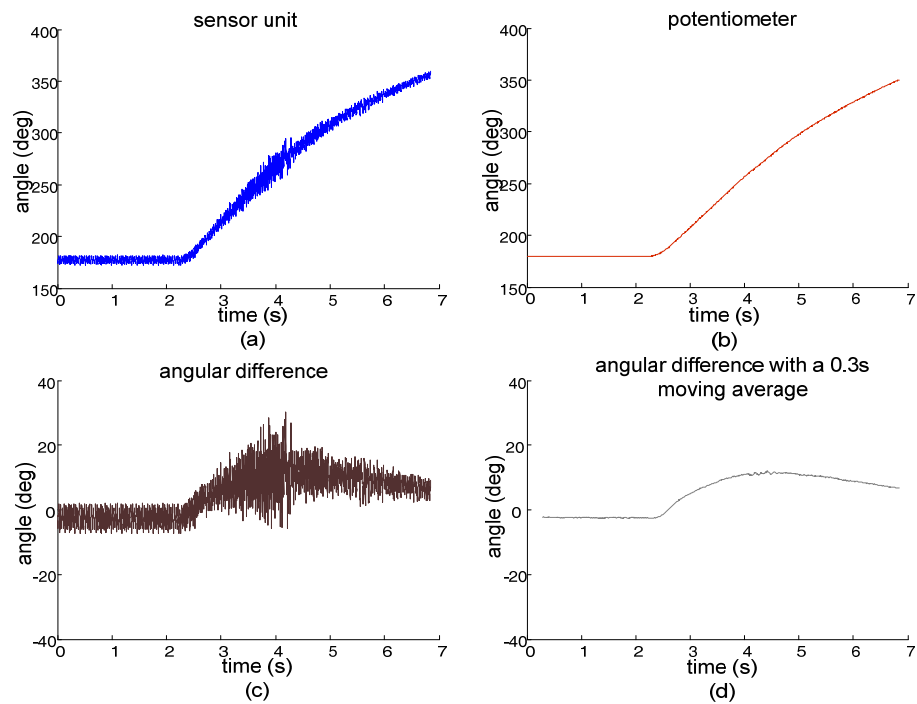 sensor unit
400
350
300
250
200
150
angle (deg)
0 1 2 3 4 5 6 7
time (s)
(a)
potentiometer
400
350
300
250
200
150
angle (deg)
0 1 2 3 4 5 6 7
time (s)
(b)
angular difference
40
20
0
-20
-40
angle (deg)
0 1 2 3 4 5 6 7
time (s)
(c)
angular difference with a 0.3s
moving average
40
20
0
-20
-40
angle (deg)
0 1 2 3 4 5 6 7
time (s)
(d)